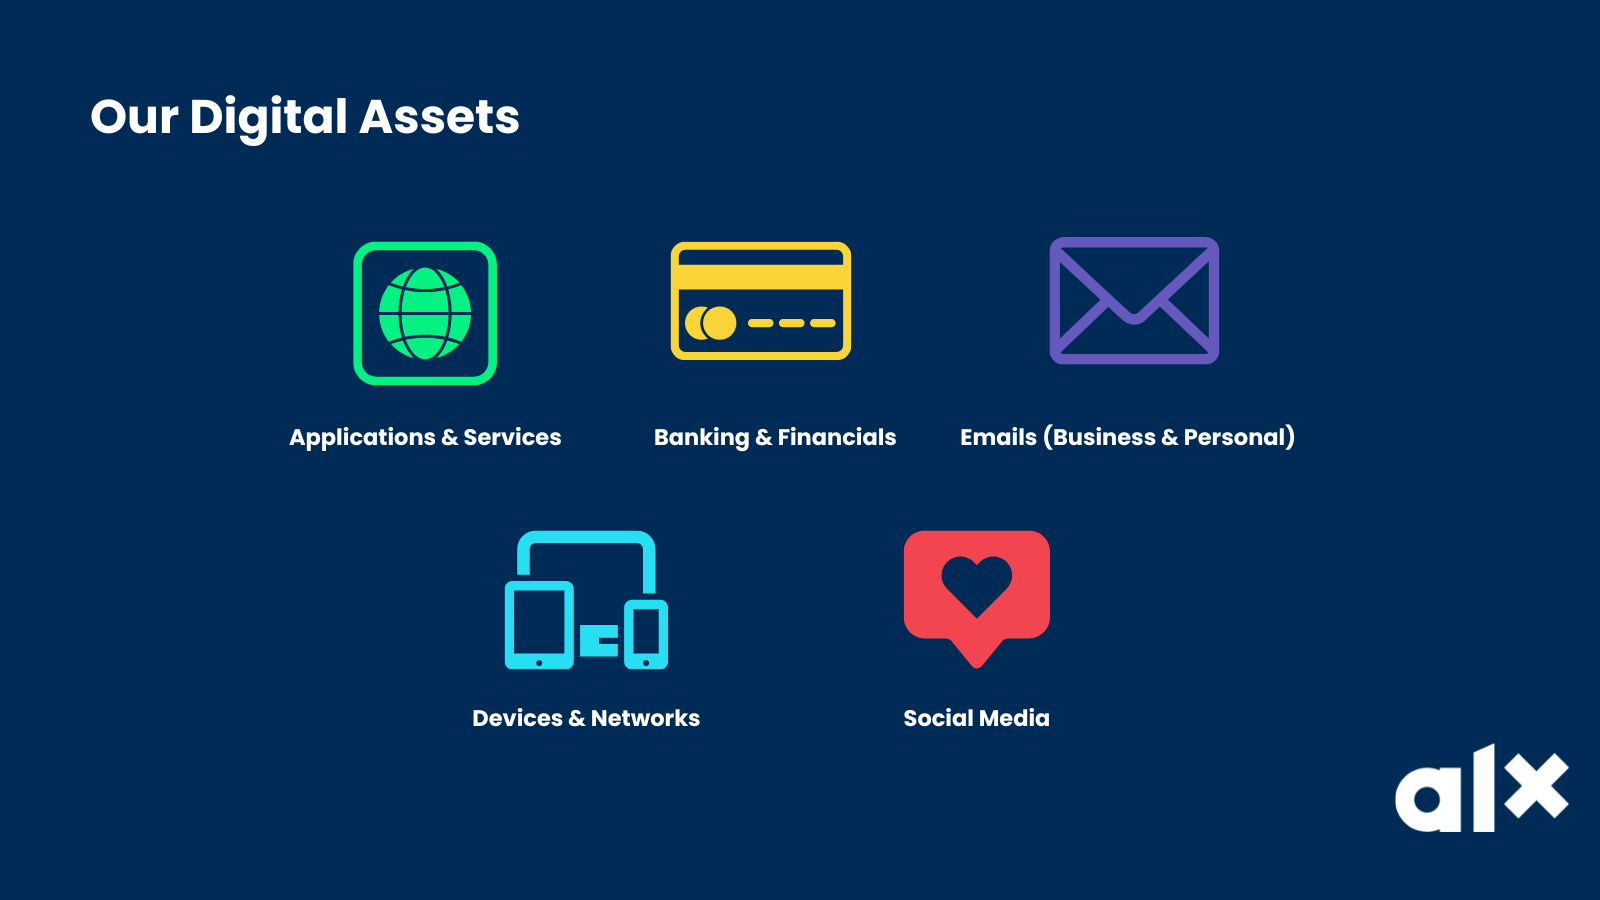 Our Digital Assets
Applications & Services
Banking & Financials
Emails (Business & Personal)
Devices & Networks
Social Media
alx